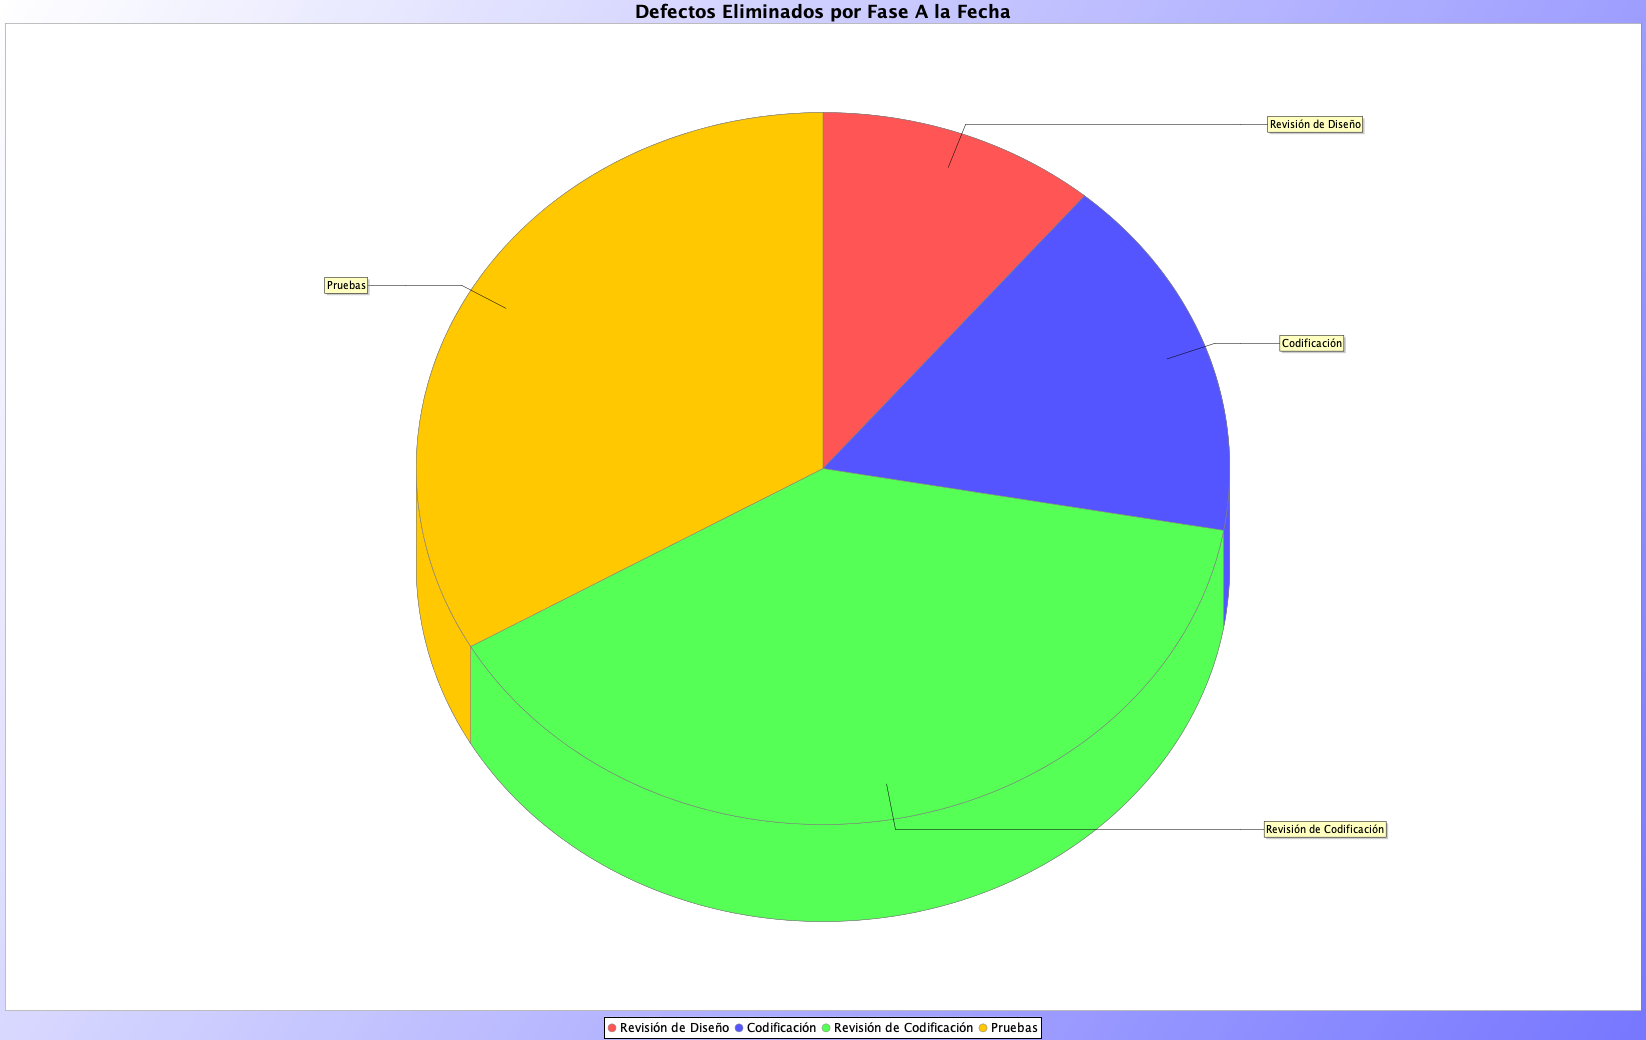 Defectos Eliminados por Fase A la Fecha
Revisión de Diseño
Pruebas
Codificación
Revisión de Codificación
Revisión de Diseño Codificación Revisión de Codificación Pruebas